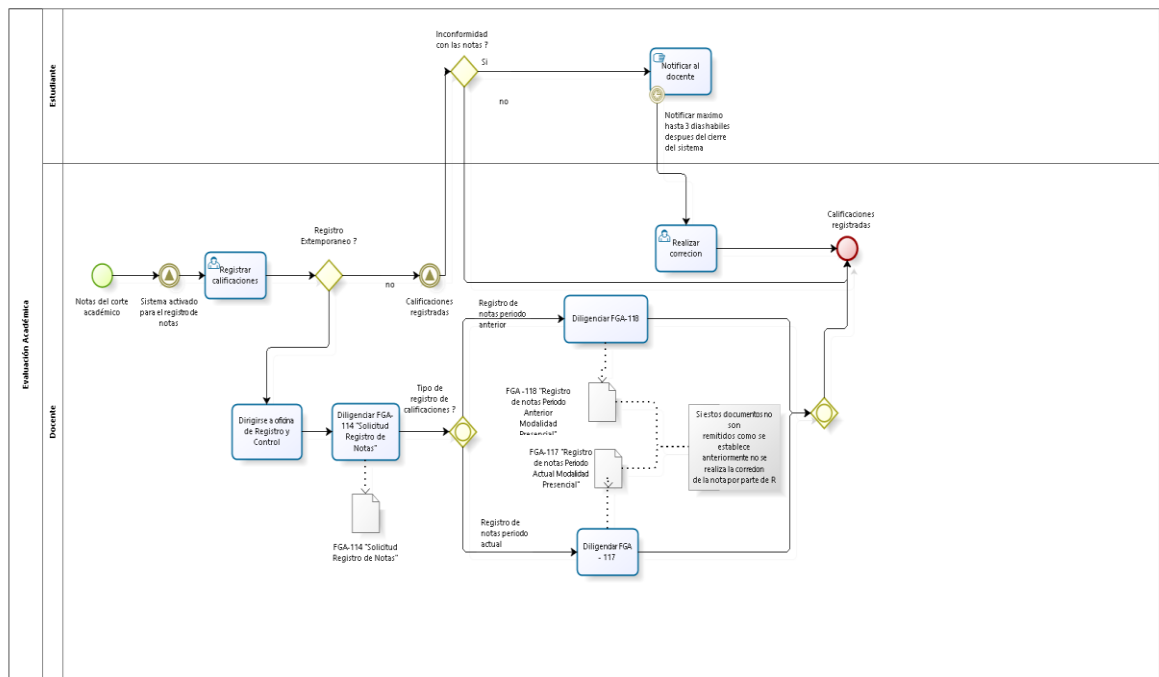 Evaluación Académica
Estudiante
Inconformidad
con las notas ?
Si
no
Notificar al
docente
Notificar maximo
hasta 3 dias habiles
despues del cierre
del sistema
Docente
Notas del corte
académico
Sistema activado
para el registro de
notas
Registrar
calificaciones
Registro
Extemporaneo ?
no
Calificaciones
registradas
Realizar
correcion
Calificaciones
registradas
Dirigirse a oficina
de Registro y
Control
Diligenciar FGA-
114 "Solicitud
Registro de
Notas"
FGA-114 "Solicitud
Registro de Notas"
Tipo de
registro de
calificaciones ?
Registro de
notas periodo
anterior
Diligenciar FGA-118
FGA -118 "Registro
de notas Periodo
Anterior
Modalidad
Presencial"
FGA-117 "Registro
de notas Periodo
Actual Modalidad
Presencial"
Si estos documentos no
son
remitidos como se
establece
anteriormente no se
realiza la correcion
de la nota por parte de R
Registro de
notas periodo
actual
Diligenciar FGA
- 117